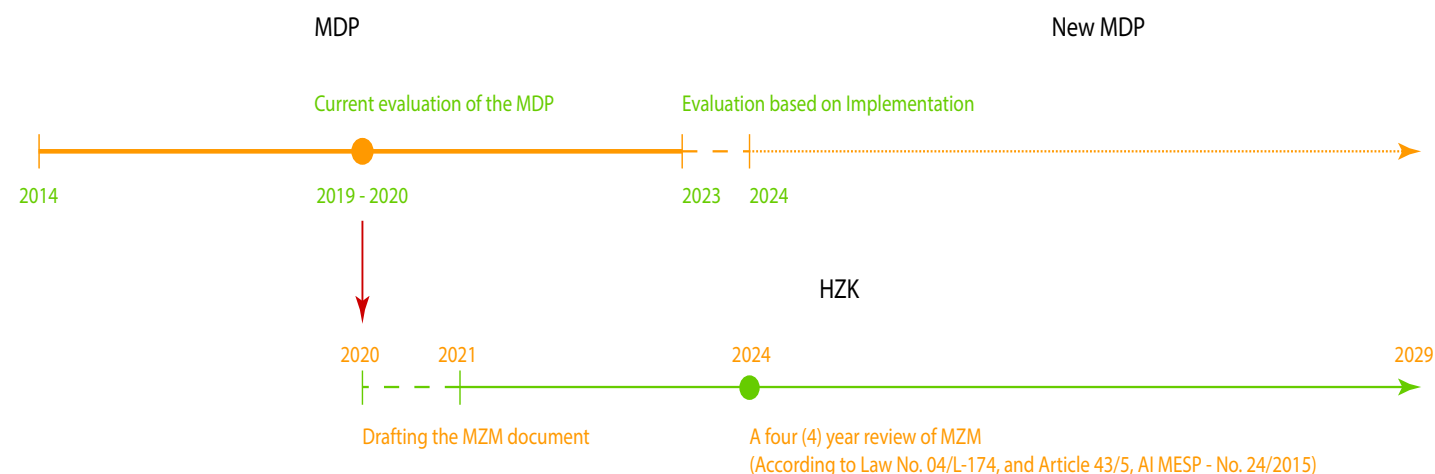 MDP
New MDP
Current evaluation of the MDP
Evaluation based on Implementation
2014
2019 - 2020
2023
2024
HZK
2020
2021
2024
2029
Drafting the MZM document
A four (4) year review of MZM
(According to Law No. 04/L-174, and Article 43/5, AI MESP - No. 24/2015)